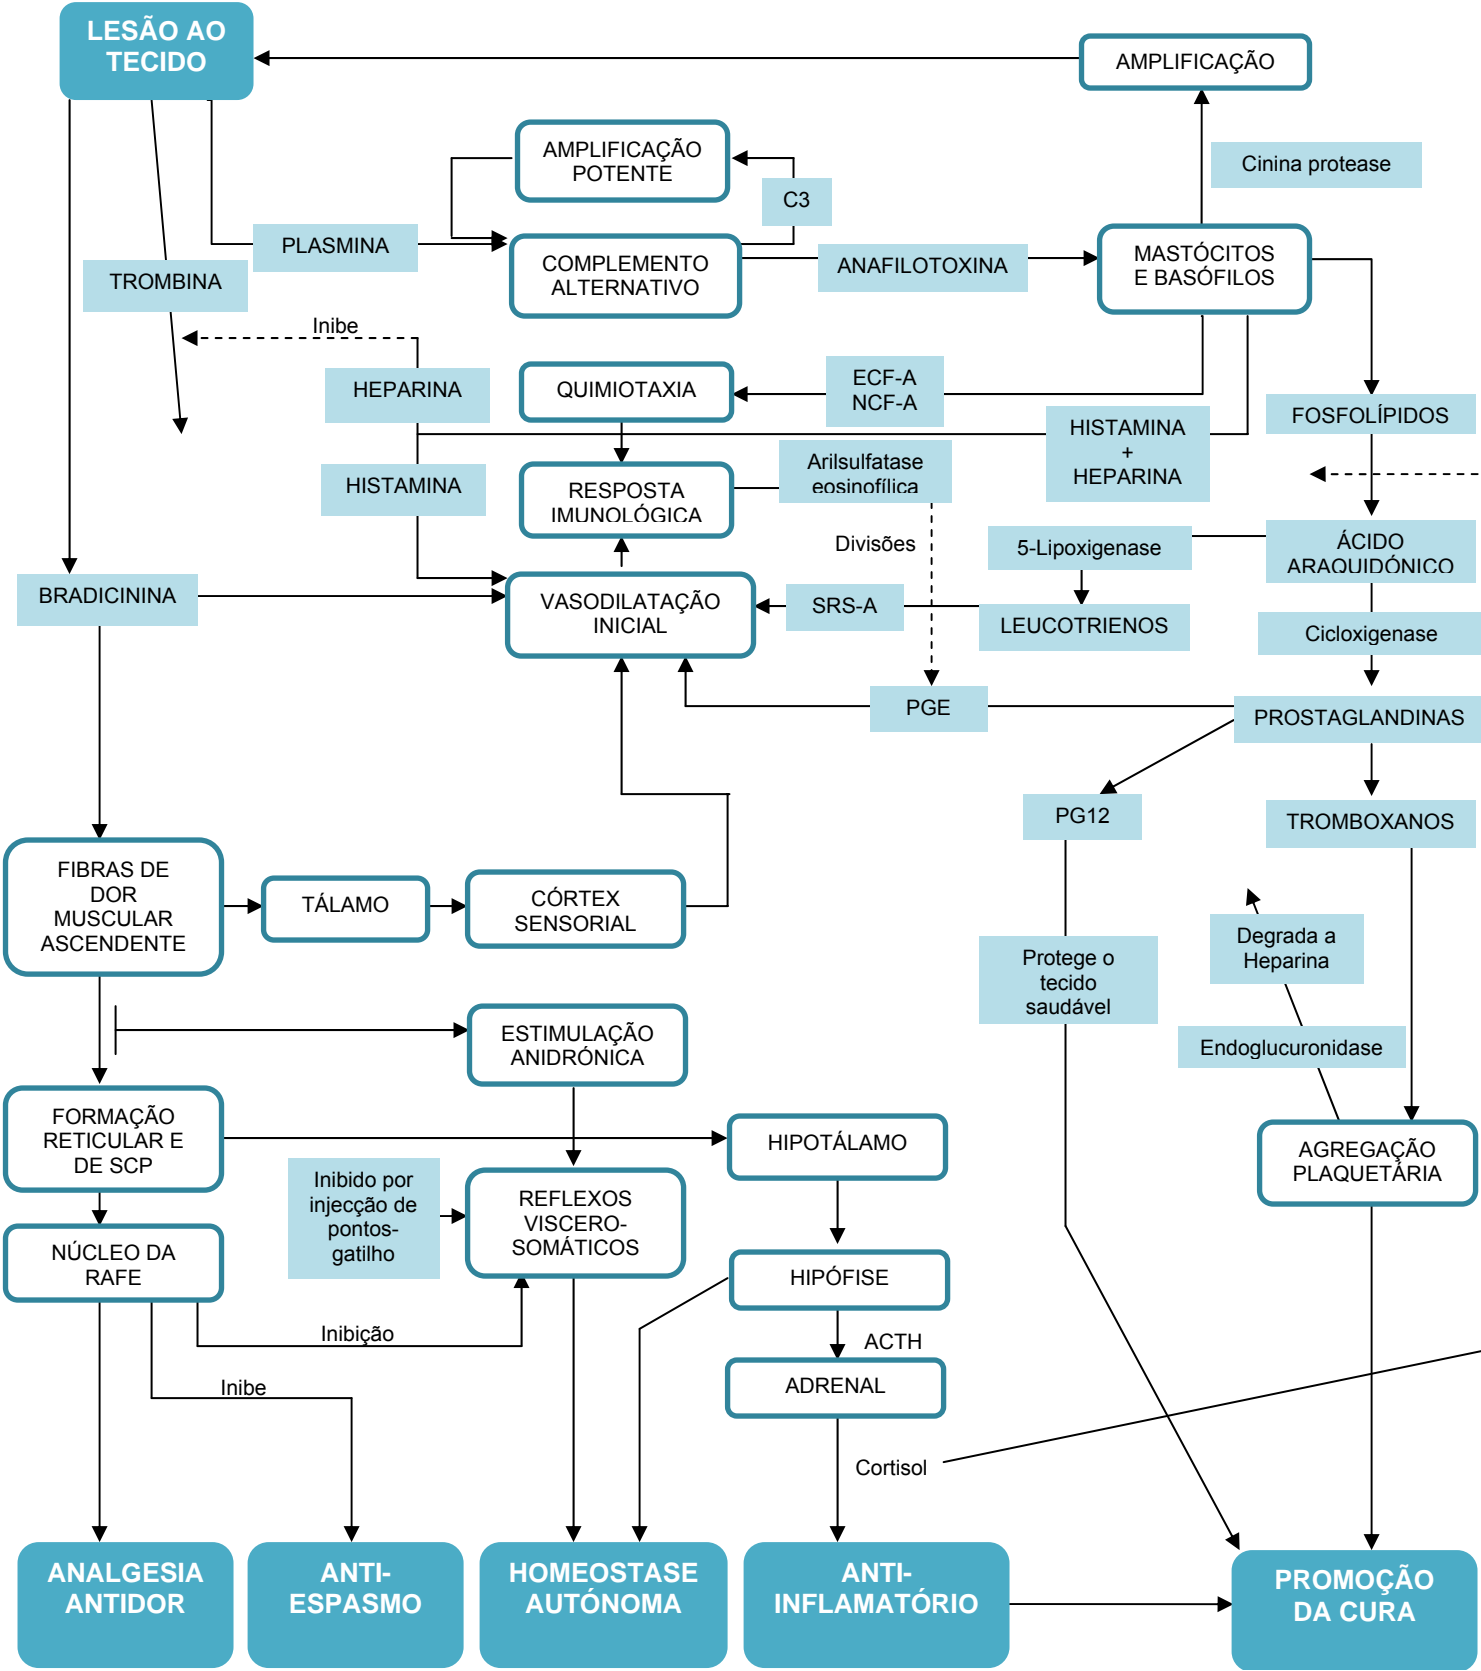 LESÃO AO
TECIDO
AMPLIFICAÇÃO
AMPLIFICAÇÃO
POTENTE
Cinina protease
C3
PLASMINA
COMPLEMENTO
ALTERNATIVO
ANAFILOTOXINA
MASTÓCITOS
E BASÓFILOS
TROMBINA
Inibe
HEPARINA
QUIMIOTAXIA
ECF-A
NCF-A
FOSFOLÍPIDOS
HISTAMINA
+
HEPARINA
Arilsulfatase
eosinofílica
HISTAMINA
RESPOSTA
IMUNOLÓGICA
Divisões
5-Lipoxigenase
ÁCIDO
ARAQUIDÓNICO
BRADICININA
VASODILATAÇÃO
INICIAL
SRS-A
LEUCOTRIENOS
Cicloxigenase
PGE
PROSTAGLANDINAS
PG12
TROMBOXANOS
FIBRAS DE
DOR
MUSCULAR
ASCENDENTE
TÁLAMO
CÓRTEX
SENSORIAL
Degrada a
Heparina
Protege o
tecido
saudável
ESTIMULAÇÃO
ANIDRÓNICA
Endoglucuronidase
FORMAÇÃO
RETICULAR E
DE SCP
HIPOTÁLAMO
AGREGAÇÃO
PLAQUETÁRIA
Inibido por
injecção de
pontos-
gatilho
REFLEXOS
VISCERO-
SOMÁTICOS
NÚCLEO DA
RAFE
HIPÓFISE
Inibição
ACTH
Inibe
ADRENAL
Cortisol
ANALGESIA
ANTIDOR
ANTI-
ESPASMO
HOMEOSTASE
AUTÓNOMA
ANTI-
INFLAMATÓRIO
PROMOÇÃO
DA CURA